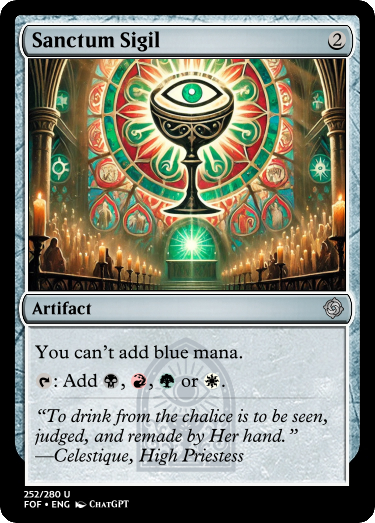 Sanctum Sigil 2
Artifact
You can’t add blue mana.
: Add , , or .
“To drink from the chalice is to be seen,
judged, and remade by Her hand.”
—Celestique, High Priestess
252/280 U
FOF • ENG ChatGPT